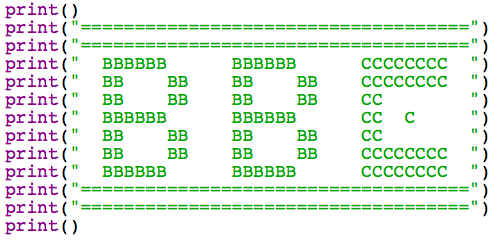 print()
print("====================================")
print("====================================")
print("  BBBBBB      BBBBBB      CCCCCCCC  ")
print("  BB    BB    BB    BB    CCCCCCCC  ")
print("  BB    BB    BB    BB    CC        ")
print("  BBBBBB      BBBBBB      CC  C     ")
print("  BB    BB    BB    BB    CC        ")
print("  BB    BB    BB    BB    CCCCCCCC  ")
print("  BBBBBB      BBBBBB      CCCCCCCC  ")
print("====================================")
print("====================================")
print()